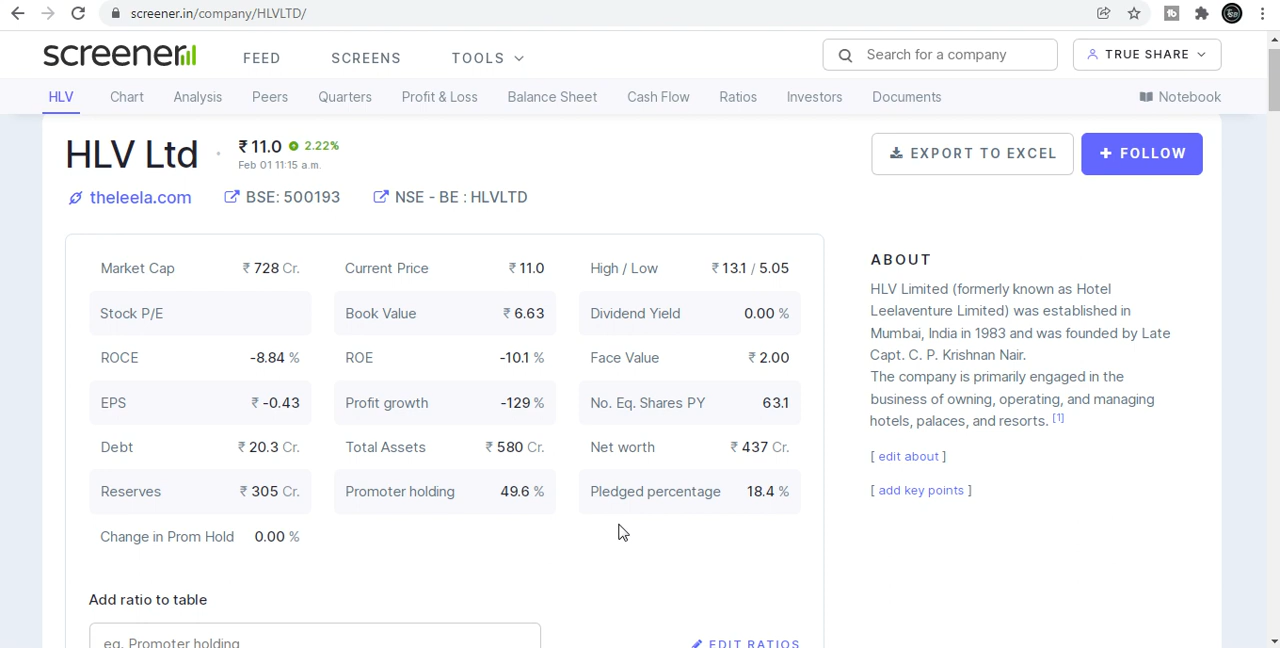 screener.in/company/HLVLTD/
screener
FEED
SCREENS
TOOLS
Search for a company
TRUE SHARE
HLV
Chart
Analysis
Peers
Quarters
Profit & Loss
Balance Sheet
Cash Flow
Ratios
Investors
Documents
Notebook
HLV Ltd
₹ 11.0 2.22%
Feb 01 11:15 a.m.
EXPORT TO EXCEL
+ FOLLOW
theleela.com
BSE: 500193
NSE - BE : HLVLTD
Market Cap ₹ 728 Cr.
Current Price ₹ 11.0
High / Low ₹ 13.1 / 5.05
Stock P/E
Book Value ₹ 6.63
Dividend Yield 0.00 %
ROCE -8.84 %
ROE -10.1 %
Face Value ₹ 2.00
EPS ₹ -0.43
Profit growth -129 %
No. Eq. Shares PY 63.1
Debt ₹ 20.3 Cr.
Total Assets ₹ 580 Cr.
Net worth ₹ 437 Cr.
Reserves ₹ 305 Cr.
Promoter holding 49.6 %
Pledged percentage 18.4 %
Change in Prom Hold 0.00 %
Add ratio to table
eg. Promoter holding
EDIT RATIOS
ABOUT
HLV Limited (formerly known as Hotel
Leelaventure Limited) was established in
Mumbai, India in 1983 and was founded by Late
Capt. C. P. Krishnan Nair.
The company is primarily engaged in the
business of owning, operating, and managing
hotels, palaces, and resorts. [1]
[ edit about ]
[ add key points ]